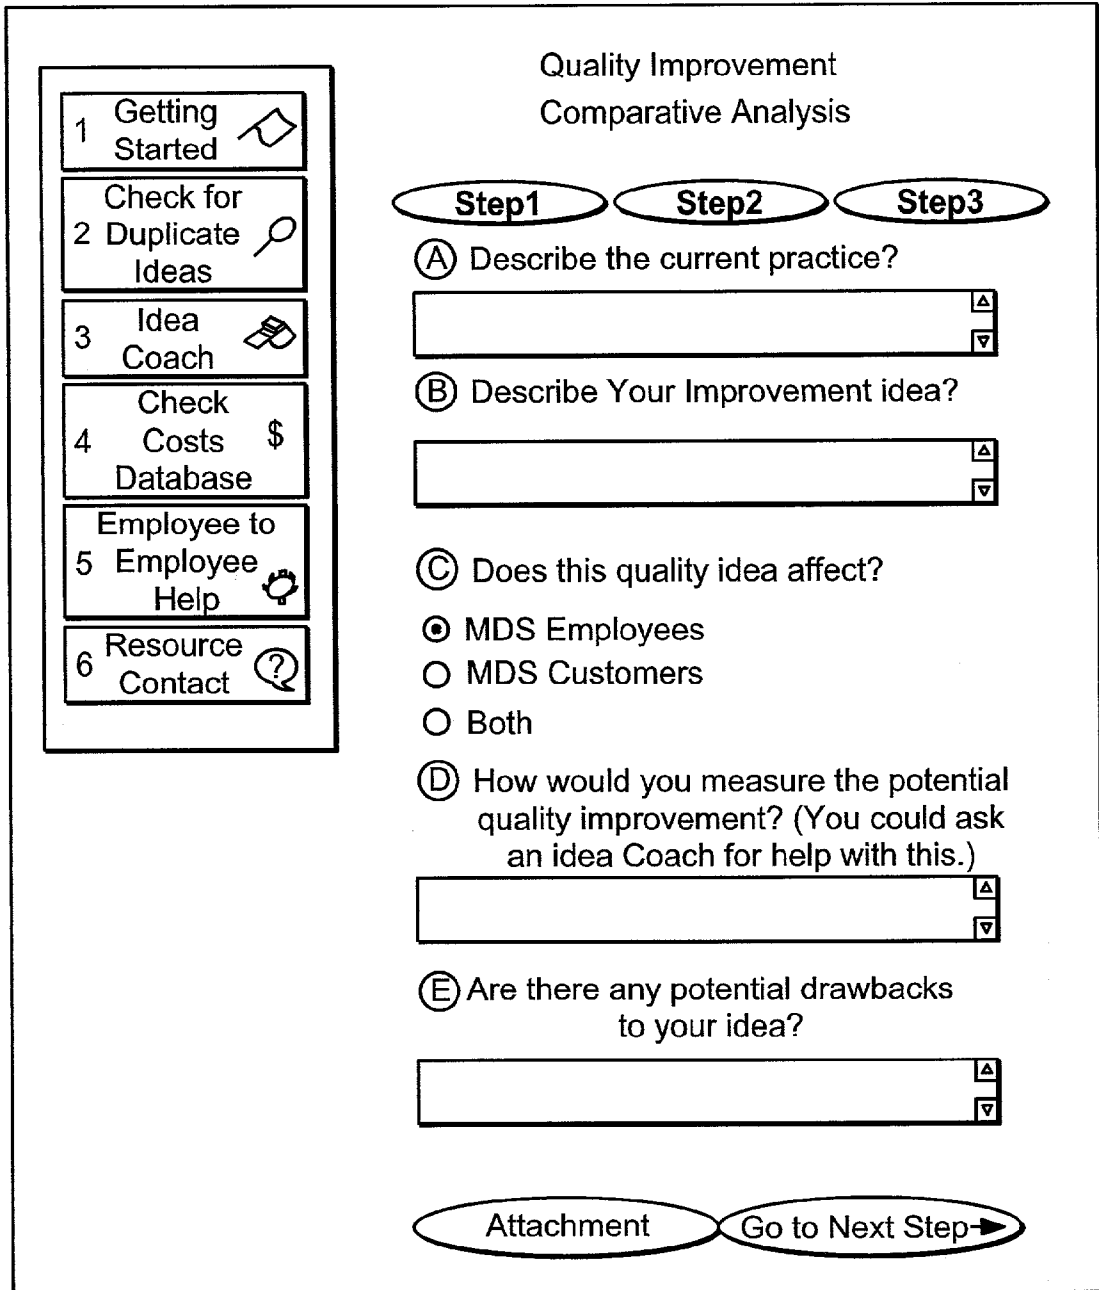 Quality Improvement
Comparative Analysis
1 Getting
Started
Check for
2 Duplicate
Ideas
3 Idea
Coach
Check
4 Costs $
Database
Employee to
5 Employee
Help
6 Resource
Contact ?
Step1 Step2 Step3
A Describe the current practice?
B Describe Your Improvement idea?
C Does this quality idea affect?
MDS Employees
MDS Customers
Both
D How would you measure the potential
quality improvement? (You could ask
an idea Coach for help with this.)
E Are there any potential drawbacks
to your idea?
Attachment Go to Next Step